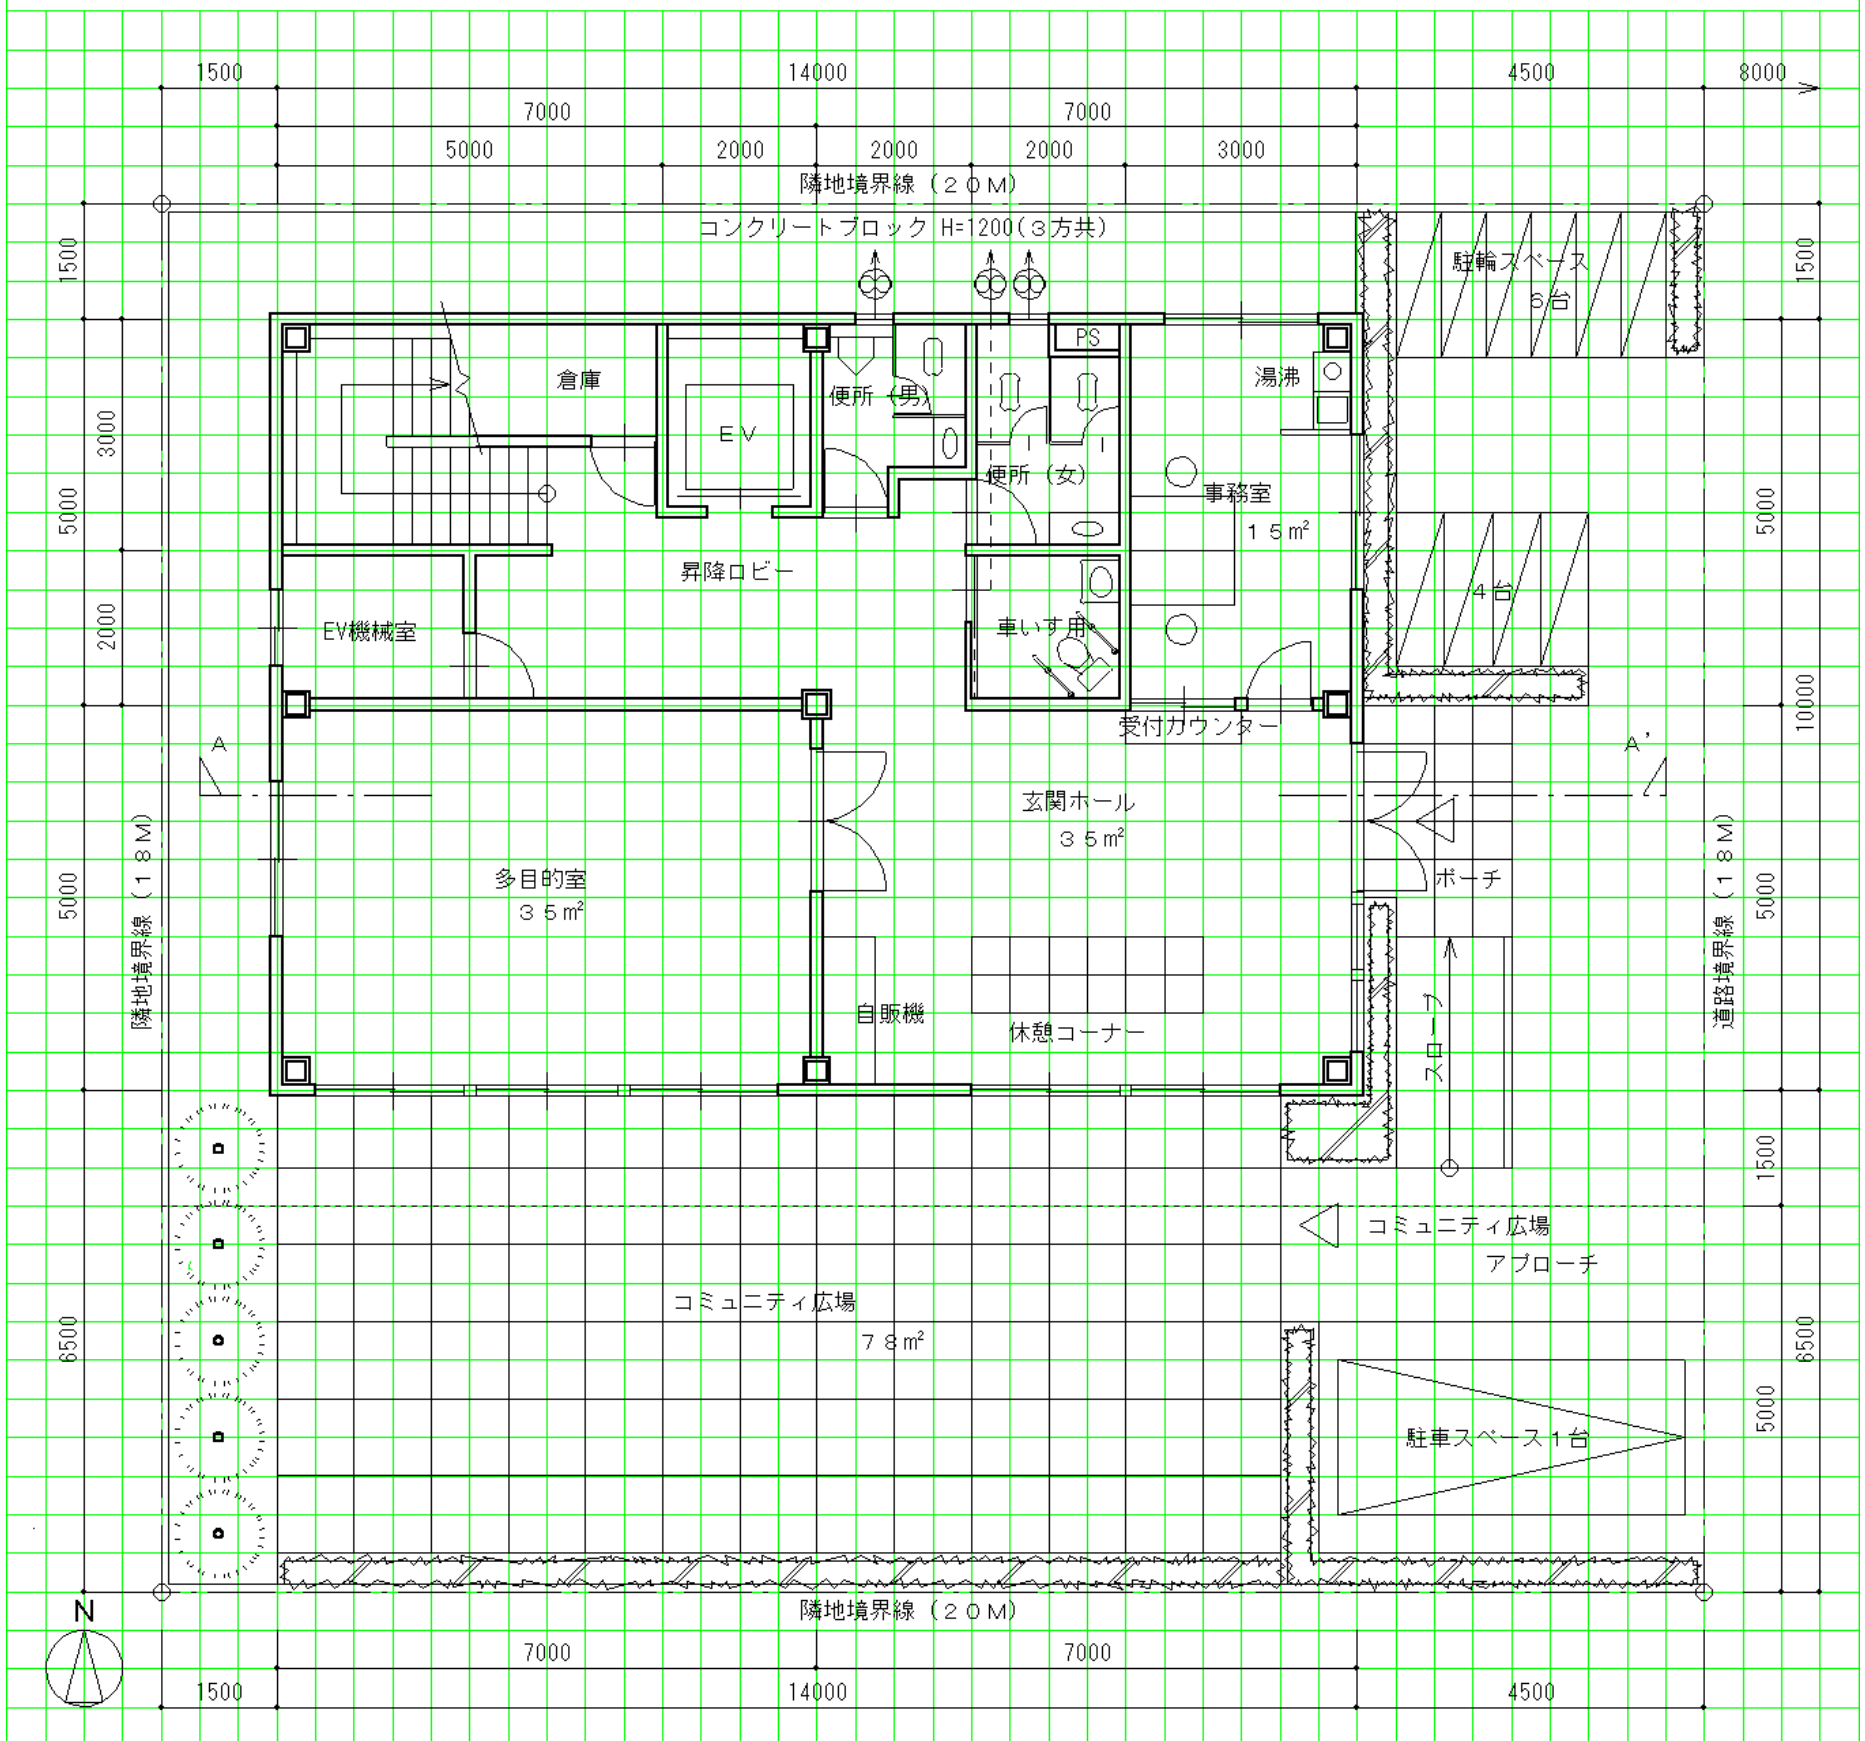 1500 14000 4500 8000
7000 7000
5000 2000 2000 2000 3000
隣地境界線（２０Ｍ）
コンクリートブロック H=1200(３方共)
1500
1500
駐輪スペース
６台
PS
倉庫
湯沸
便所（男）
ＥＶ
3000
便所（女）
事務室
１５㎡
5000
5000
昇降ロビー
４台
2000
EV機械室
車いす用
10000
受付カウンター
A
A'
玄関ホール
３５㎡
多目的室
３５㎡
ポーチ
5000
5000
隣地境界線（１８Ｍ）
道路境界線（１８Ｍ）
自販機
休憩コーナー
スロープ
1500
コミュニティ広場
アプローチ
コミュニティ広場
７８㎡
6500
6500
5000
駐車スペース１台
隣地境界線（２０Ｍ）
N
7000 7000
1500 14000 4500